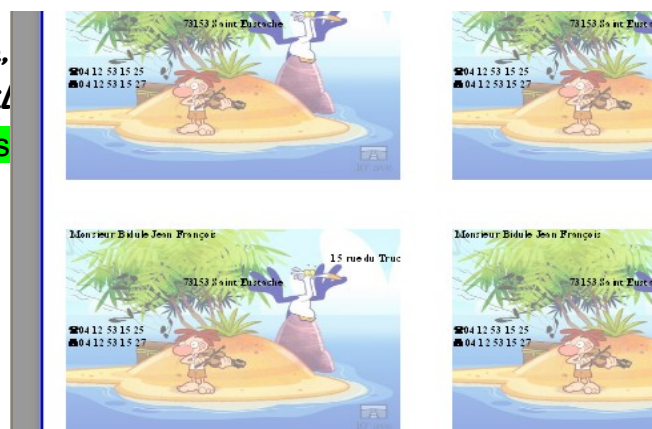 73153 Saint Eustache
73153 Saint Eust
☎04 12 53 15 25
🖷04 12 53 15 27
☎04 12 53 15 25
🖷04 12 53 15 27
s
Monsieur Bidule Jean François
15 rue du Truc
73153 Saint Eustache
☎04 12 53 15 25
🖷04 12 53 15 27
Monsieur Bidule Jean François
73153 Saint Eust
☎04 12 53 15 25
🖷04 12 53 15 27